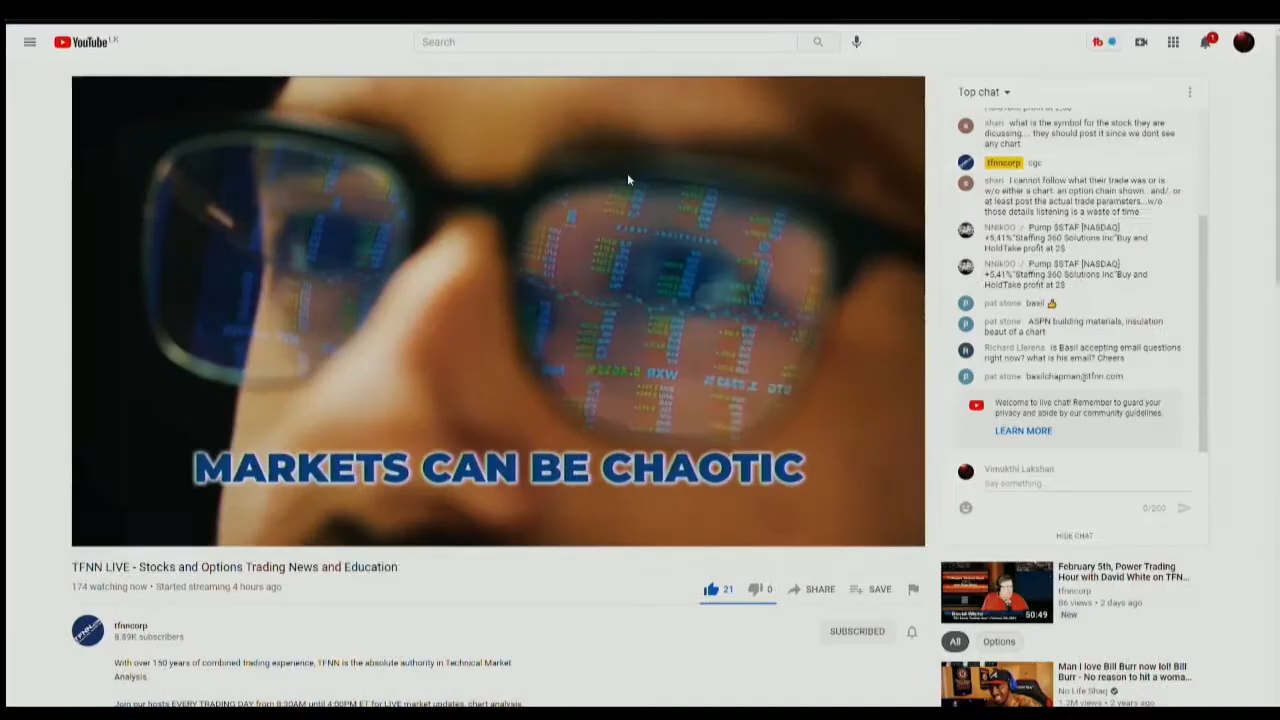 YouTube LK
Search
1
Top chat
shan what is the symbol for the stock they are
dicussing.... they should post it since we dont see
any chart
tfnncorp cgc
shan I cannot follow what their trade was or is
w/o either a chart. an option chain shown. and/. or
at least post the actual trade parameters...w/o
those details listening is a waste of time
NNikOO / Pump $STAF [NASDAQ]
+5,41%"Staffing 360 Solutions Inc"Buy and
HoldTake profit at 2$
NNikOO / Pump $STAF [NASDAQ]
+5,41%"Staffing 360 Solutions Inc"Buy and
HoldTake profit at 2$
pat stone basil
pat stone ASPN building materials, insulation
beaut of a chart
Richard Llerena is Basil accepting email questions
right now? what is his email? Cheers
pat stone basilchapman@tfnn.com
Welcome to live chat! Remember to guard your
privacy and abide by our community guidelines.
LEARN MORE
Vimukthi Lakshan
Say something...
0/200
HIDE CHAT
MARKETS CAN BE CHAOTIC
TFNN LIVE - Stocks and Options Trading News and Education
174 watching now • Started streaming 4 hours ago
21 0 SHARE SAVE
TFNN
tfnncorp
8.89K subscribers
SUBSCRIBED
With over 150 years of combined trading experience, TFNN is the absolute authority in Technical Market
Analysis.
Join our hosts EVERY TRADING DAY from 8:30AM until 4:00PM ET for LIVE market updates, chart analysis,
February 5th, Power Trading
Hour with David White on TFN...
tfnncorp
86 views • 2 days ago
New
David White
50:49
All Options
Man I love Bill Burr now lol! Bill
Burr - No reason to hit a woma...
No Life Shaq
1.2M views • 2 years ago